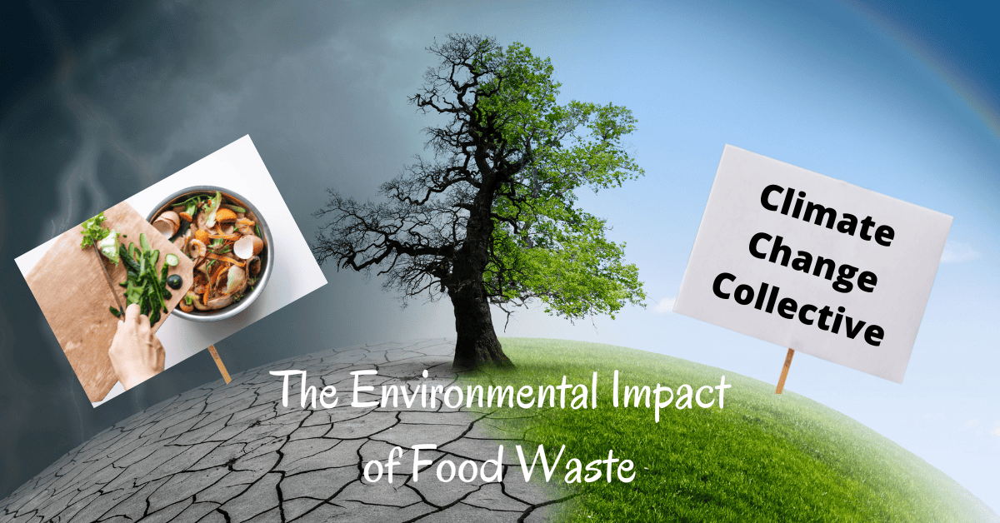 Climate
Change
Collective
The Environmental Impact
of Food Waste